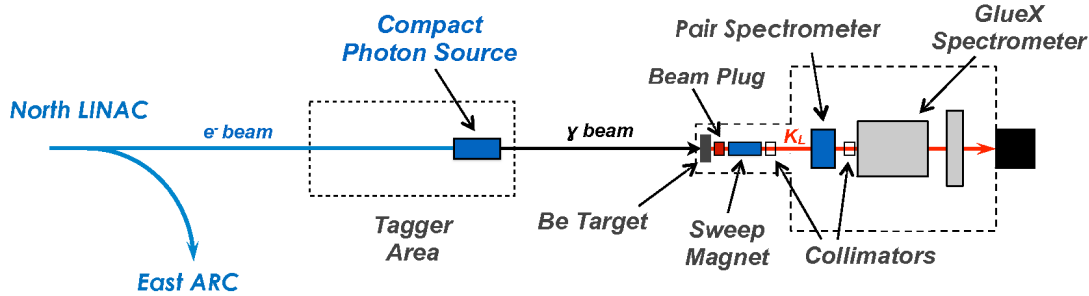 Compact
Photon Source
GlueX
Spectrometer
Pair Spectrometer
Beam Plug
North LINAC
e- beam
ɣ beam
KL
Tagger
Area
Be Target
Sweep
Magnet
Collimators
East ARC